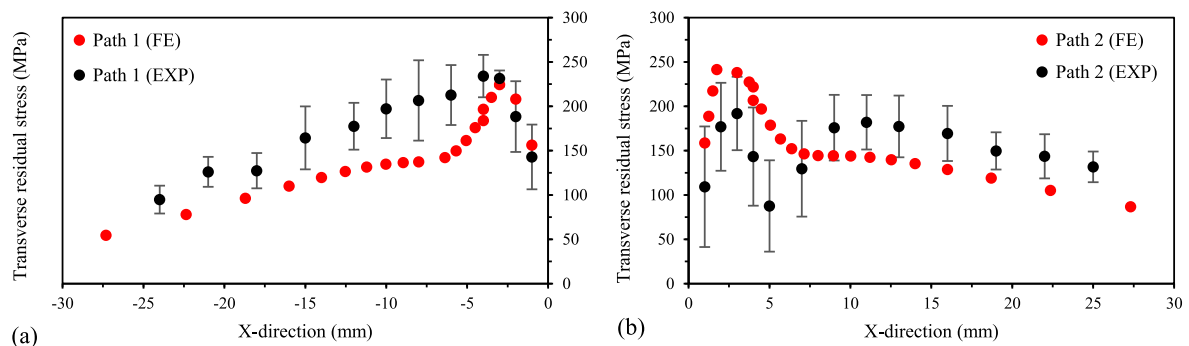 Transverse residual stress (MPa)
Path 1 (FE)
Path 1 (EXP)
300
250
200
150
100
50
0
-30 -25 -20 -15 -10 -5 0
X-direction (mm)
(a)
Transverse residual stress (MPa)
300
250
200
150
100
50
0
Path 2 (FE)
Path 2 (EXP)
0 5 10 15 20 25 30
X-direction (mm)
(b)